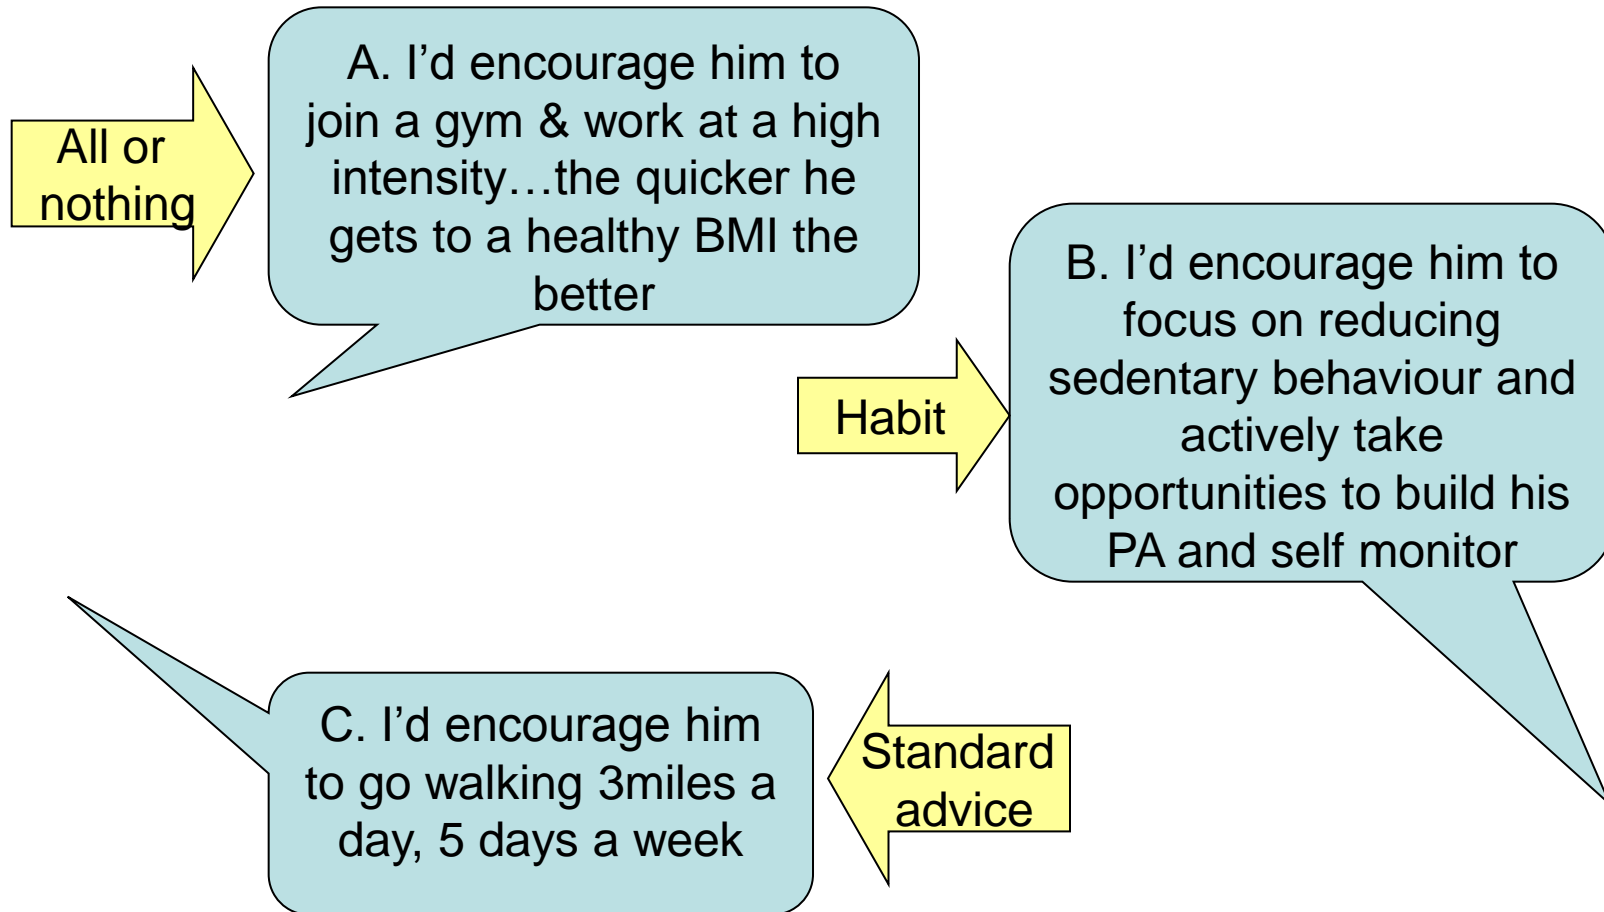 All or
nothing
A. I’d encourage him to
join a gym & work at a high
intensity…the quicker he
gets to a healthy BMI the
better
Habit
B. I’d encourage him to
focus on reducing
sedentary behaviour and
actively take
opportunities to build his
PA and self monitor
C. I’d encourage him
to go walking 3miles a
day, 5 days a week
Standard
advice